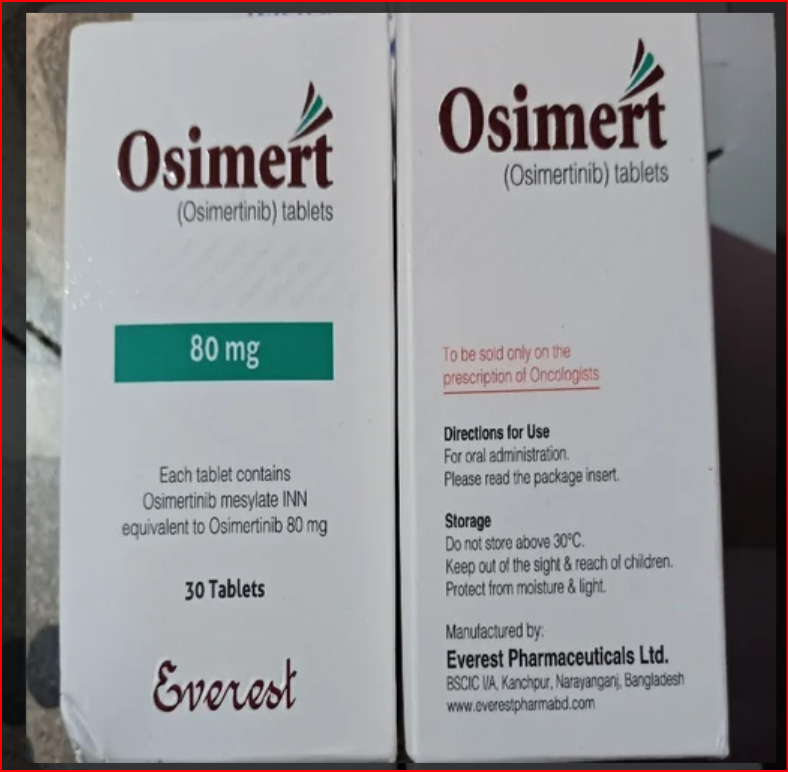 Osimert
(Osimertinib) tablets
80 mg
Each tablet contains
Osimertinib mesylate INN
equivalent to Osimertinib 80 mg
30 Tablets
Everest
Osimert
(Osimertinib) tablets
To be sold only on the
prescription of Oncologists
Directions for Use
For oral administration.
Please read the package insert.
Storage
Do not store above 30°C.
Keep out of the sight & reach of children.
Protect from moisture & light.
Manufactured by:
Everest Pharmaceuticals Ltd.
BSCIC I/A, Kanchpur, Narayanganj, Bangladesh
www.everestpharmabd.com